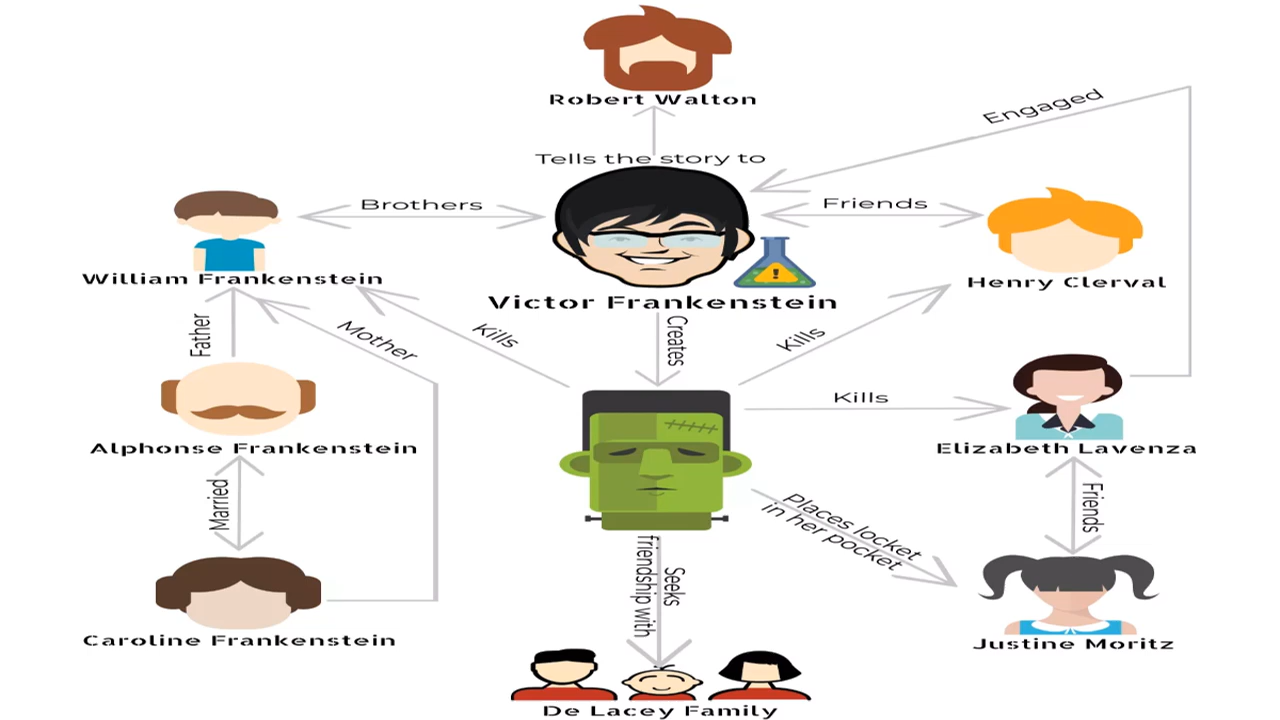 Robert Walton
Engaged
Tells the story to
Brothers
Friends
William Frankenstein
Henry Clerval
Victor Frankenstein
Father
Mother
Kills
Creates
Kills
Kills
Alphonse Frankenstein
Elizabeth Lavenza
Married
Friends
Places locket
in her pocket
Seeks
friendship with
Caroline Frankenstein
Justine Moritz
De Lacey Family